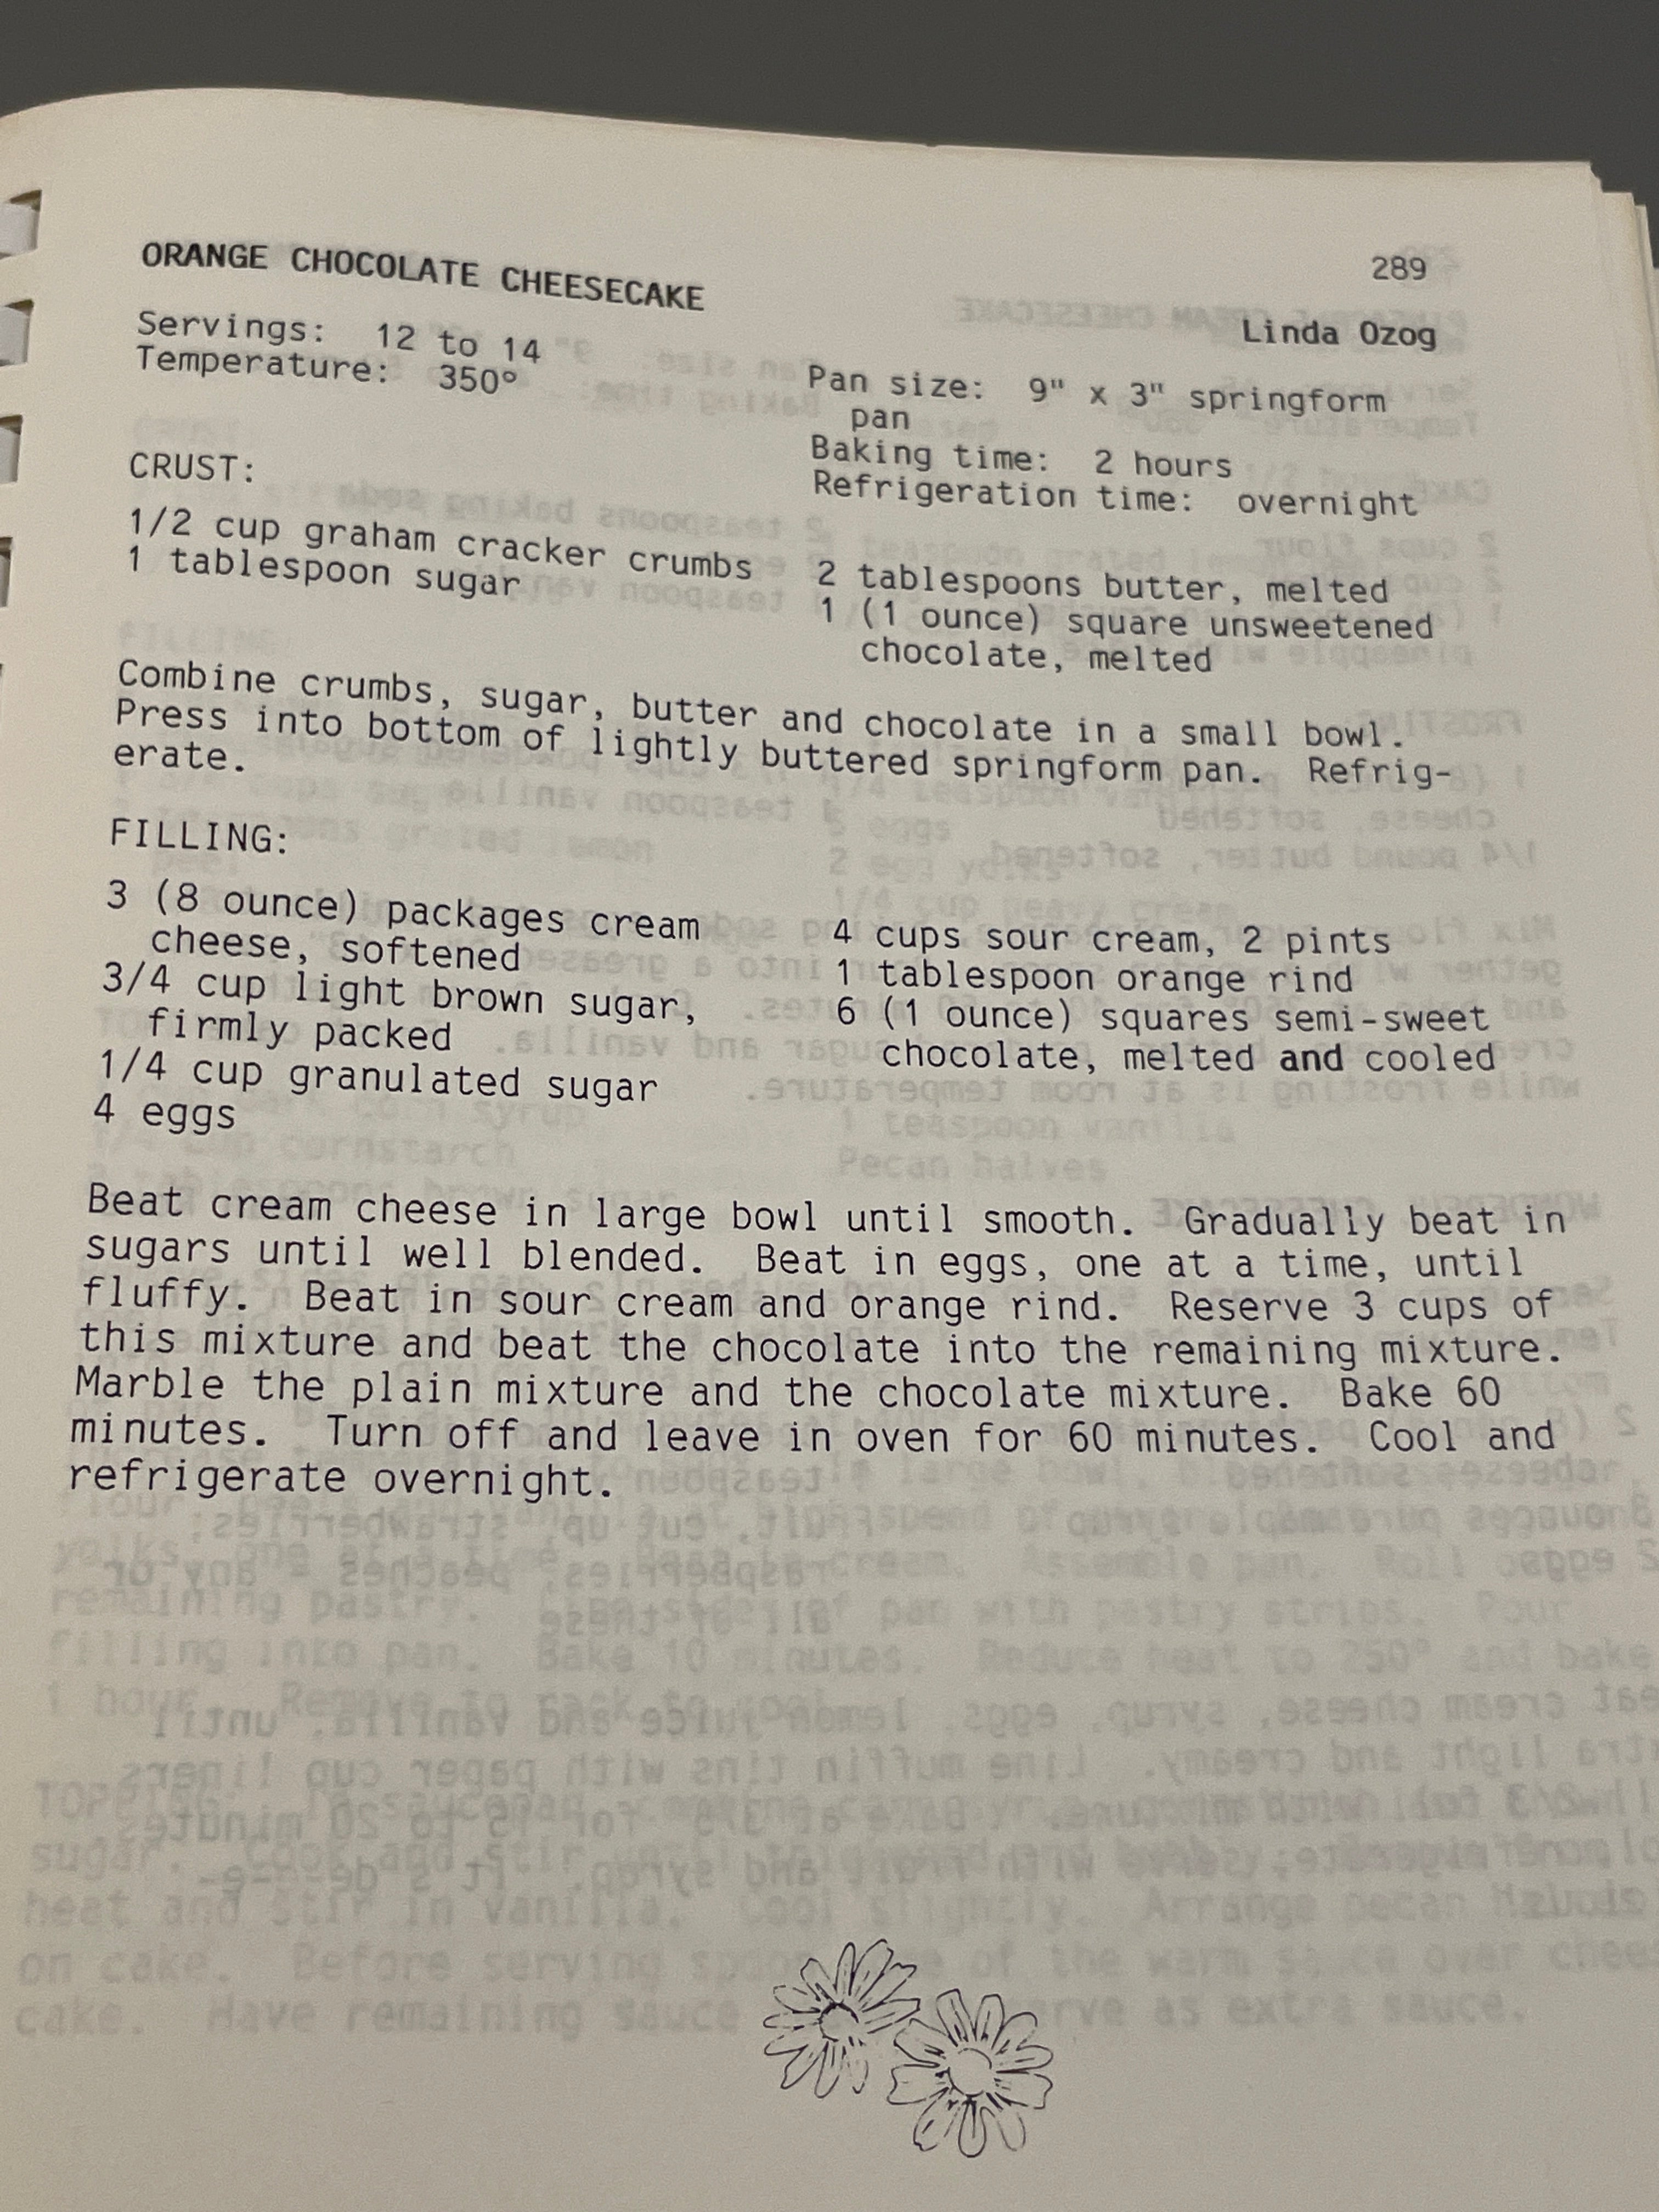 289
ORANGE CHOCOLATE CHEESECAKE
Linda Ozog
Servings: 12 to 14
Temperature: 350°
Pan size: 9" x 3" springform
pan
Baking time: 2 hours
Refrigeration time: overnight
CRUST:
1/2 cup graham cracker crumbs
1 tablespoon sugar
2 tablespoons butter, melted
1 (1 ounce) square unsweetened
chocolate, melted
Combine crumbs, sugar, butter and chocolate in a small bowl.
Press into bottom of lightly buttered springform pan. Refrig-
erate.
FILLING:
3 (8 ounce) packages cream
cheese, softened
3/4 cup light brown sugar,
firmly packed
1/4 cup granulated sugar
4 eggs
4 cups sour cream, 2 pints
1 tablespoon orange rind
6 (1 ounce) squares semi-sweet
chocolate, melted and cooled
Beat cream cheese in large bowl until smooth. Gradually beat in
sugars until well blended. Beat in eggs, one at a time, until
fluffy. Beat in sour cream and orange rind. Reserve 3 cups of
this mixture and beat the chocolate into the remaining mixture.
Marble the plain mixture and the chocolate mixture. Bake 60
minutes. Turn off and leave in oven for 60 minutes. Cool and
refrigerate overnight.